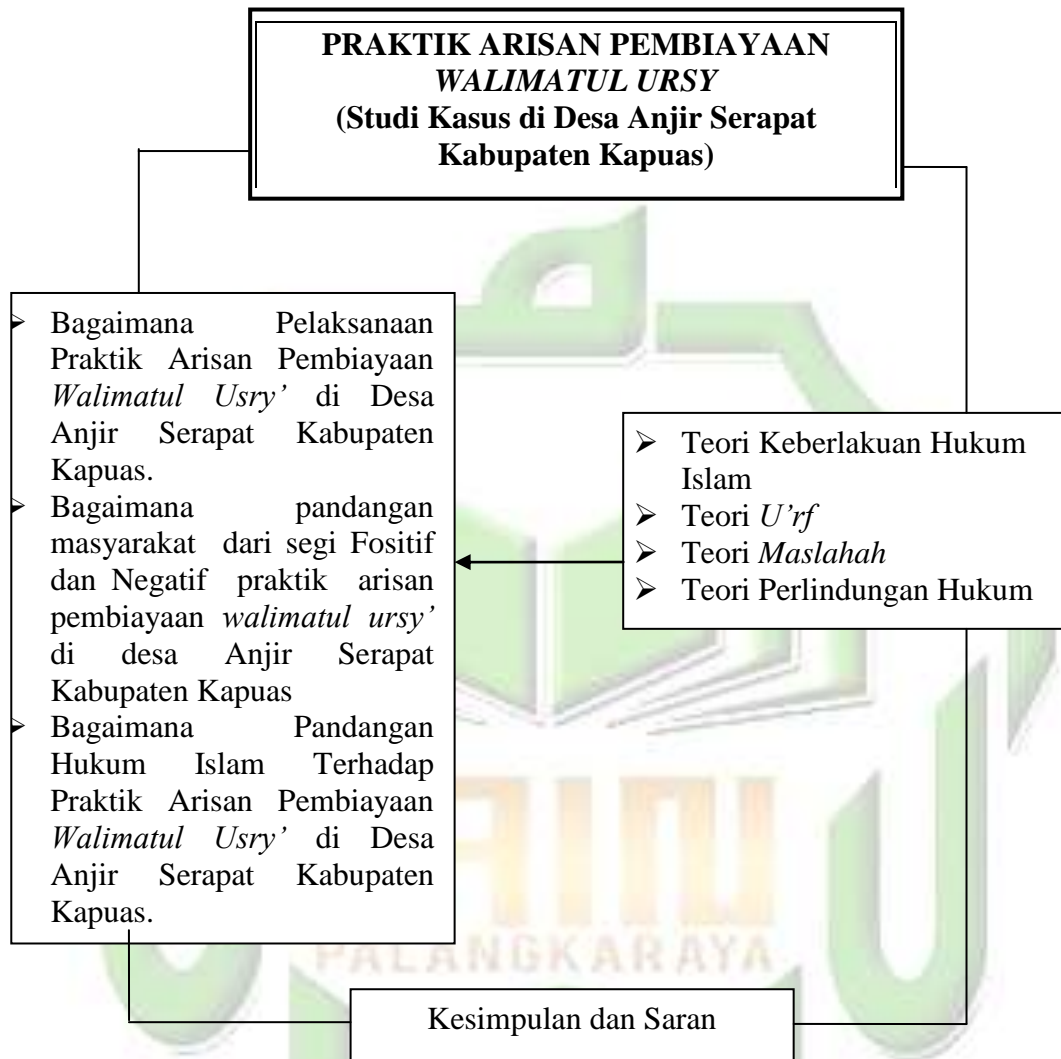 PRAKTIK ARISAN PEMBIAYAAN
WALIMATUL URSY
(Studi Kasus di Desa Anjir Serapat
Kabupaten Kapuas)
➢ Bagaimana Pelaksanaan
Praktik Arisan Pembiayaan
Walimatul Usry’ di Desa
Anjir Serapat Kabupaten
Kapuas.
➢ Bagaimana pandangan
masyarakat dari segi Fositif
dan Negatif praktik arisan
pembiayaan walimatul ursy’
di desa Anjir Serapat
Kabupaten Kapuas
➢ Bagaimana Pandangan
Hukum Islam Terhadap
Praktik Arisan Pembiayaan
Walimatul Usry’ di Desa
Anjir Serapat Kabupaten
Kapuas.
➢ Teori Keberlakuan Hukum
Islam
➢ Teori U’rf
➢ Teori Maslahah
➢ Teori Perlindungan Hukum
PALANGKARAYA
Kesimpulan dan Saran